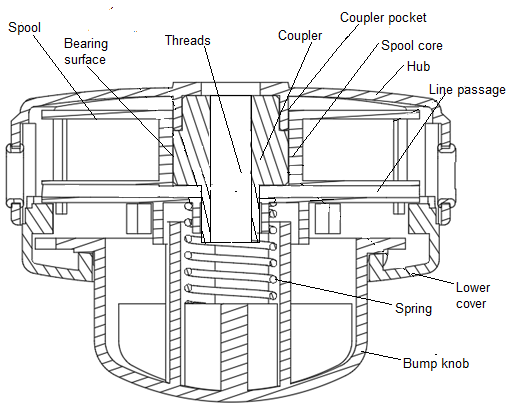 Spool
Bearing
surface
Threads
Coupler
Coupler pocket
Spool core
Hub
Line passage
Lower
cover
Spring
Bump knob